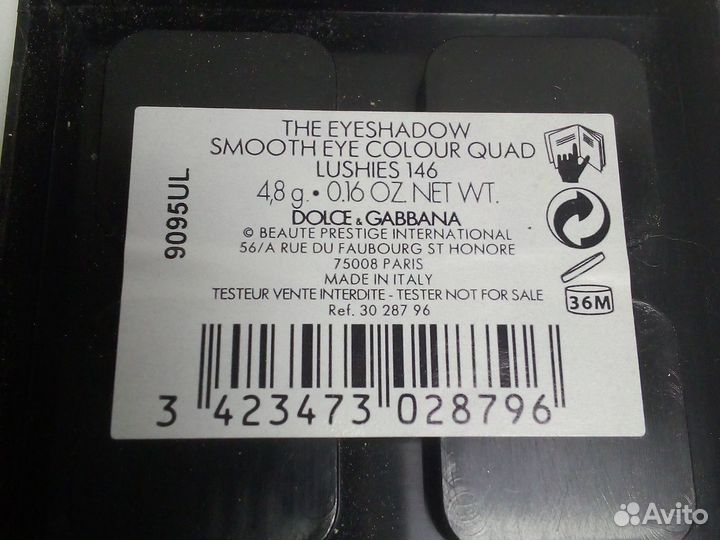 THE EYESHADOW
SMOOTH EYE COLOUR QUAD
LUSHIES 146
4,8 g. • 0.16 OZ. NET WT.
DOLCE & GABBANA
© BEAUTE PRESTIGE INTERNATIONAL
56/A RUE DU FAUBOURG ST HONORE
75008 PARIS
MADE IN ITALY
TESTEUR VENTE INTERDITE - TESTER NOT FOR SALE
Ref. 30 287 96
3 423473 028796
9095UL
36M
Avito